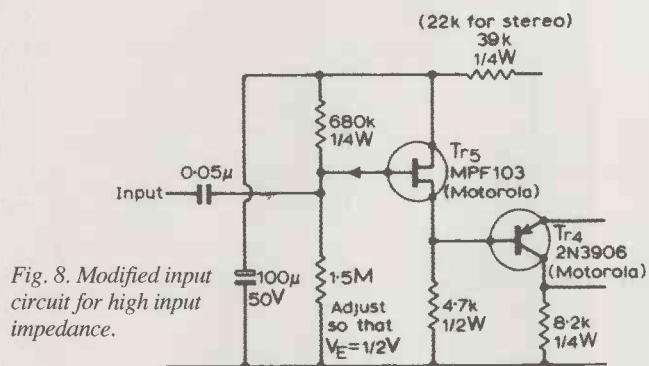 (22k for stereo)
39k
1/4W
680k
1/4W
Tr5
MPF103
(Motorola)
0·05µ
Input
Tr4
2N3906
(Motorola)
100µ
50V
1·5M
Adjust
so that
VE=1/2V
4·7k
1/2W
8·2k
1/4W
Fig. 8. Modified input
circuit for high input
impedance.